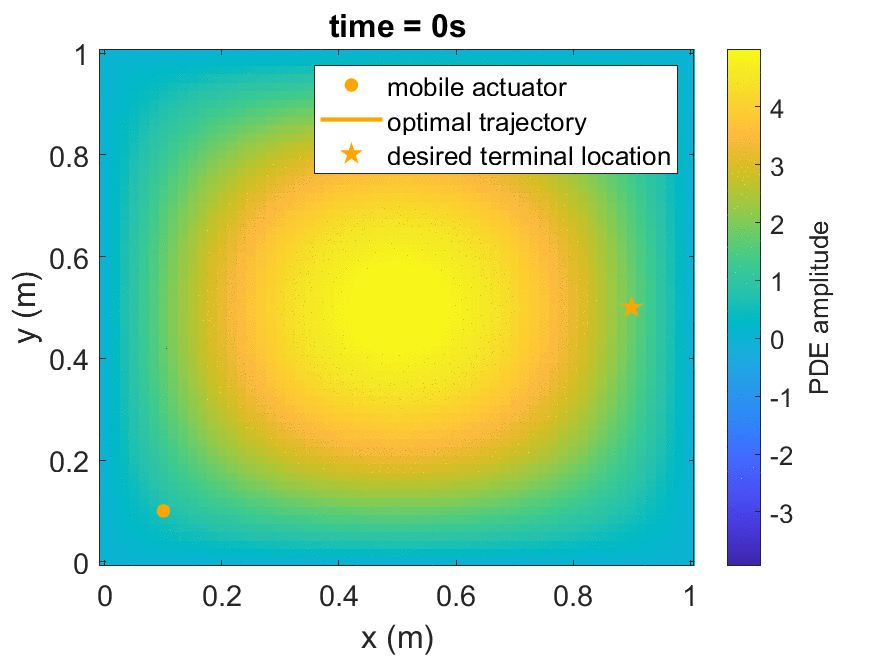 time = 0s
mobile actuator
optimal trajectory
desired terminal location
1
0.8
0.6
0.4
0.2
0
y (m)
0
0.2
0.4
0.6
0.8
1
x (m)
4
3
2
1
0
-1
-2
-3
PDE amplitude